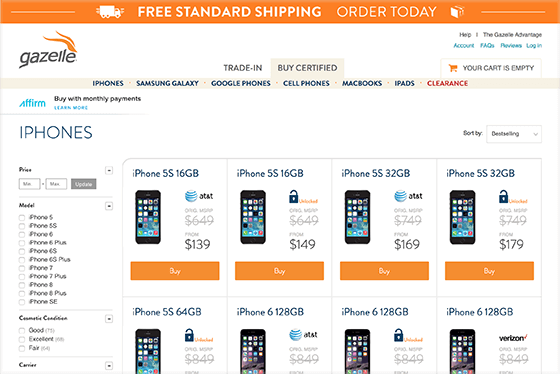 FREE STANDARD SHIPPING ORDER TODAY
Help | The Gazelle Advantage
Account FAQs Reviews Log in
gazelle
TRADE-IN BUY CERTIFIED
YOUR CART IS EMPTY
IPHONES • SAMSUNG GALAXY • GOOGLE PHONES • CELL PHONES • MACBOOKS • IPADS • CLEARANCE
affirm Buy with monthly payments
LEARN MORE
IPHONES
Sort by: Bestselling
Price
Min. - Max. Update
Model
iPhone 5
iPhone 5S
iPhone 6
iPhone 6 Plus
iPhone 6S
iPhone 6S Plus
iPhone 7
iPhone 7 Plus
iPhone 8
iPhone 8 Plus
iPhone SE
Cosmetic Condition
Good (71)
Excellent (69)
Fair (64)
Carrier
iPhone 5S 16GB
at&t
ORIG. MSRP
$649
FROM
$139
Buy
iPhone 5S 16GB
Unlocked
ORIG. MSRP
$649
FROM
$149
Buy
iPhone 5S 32GB
at&t
ORIG. MSRP
$749
FROM
$169
Buy
iPhone 5S 32GB
Unlocked
ORIG. MSRP
$749
FROM
$179
Buy
iPhone 5S 64GB
Unlocked
ORIG. MSRP
$849
iPhone 6 128GB
at&t
ORIG. MSRP
$849
iPhone 6 128GB
Unlocked
ORIG. MSRP
$849
iPhone 6 128GB
verizon
ORIG. MSRP
$849